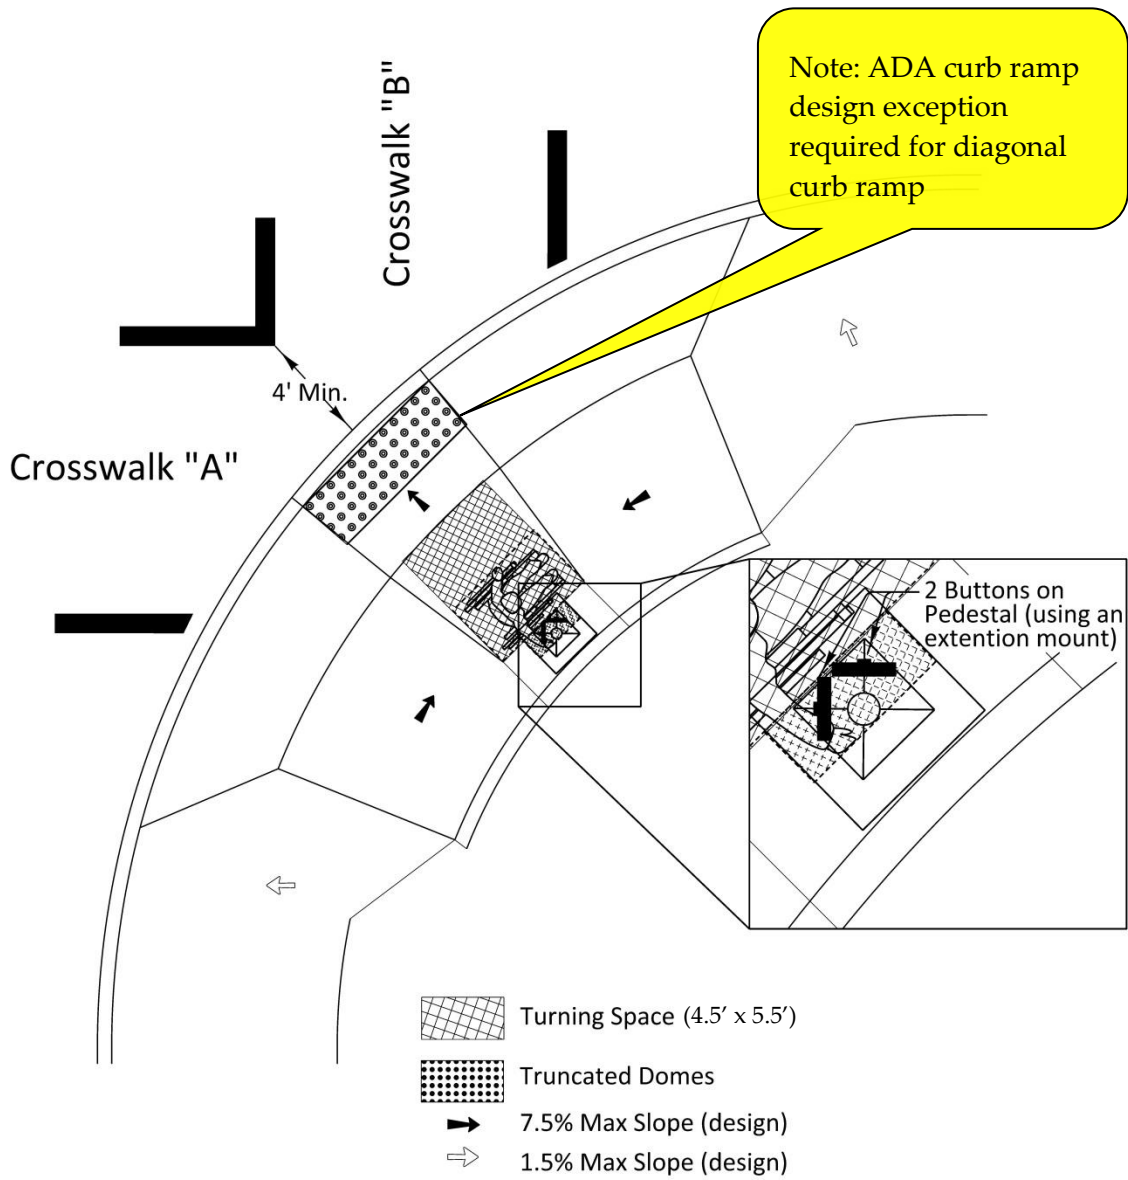 Note: ADA curb ramp
design exception
required for diagonal
curb ramp
Crosswalk "B"
4' Min.
Crosswalk "A"
2 Buttons on
Pedestal (using an
extention mount)
Turning Space (4.5’ x 5.5’)
Truncated Domes
7.5% Max Slope (design)
1.5% Max Slope (design)